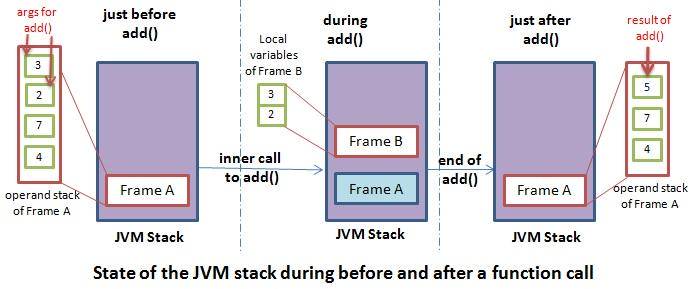 args for
add()
just before
add()
3
2
7
4
operand stack
of Frame A
Frame A
JVM Stack
inner call
to add()
during
add()
Local
variables
of Frame B
3
2
Frame B
Frame A
JVM Stack
end of
add()
just after
add()
Frame A
JVM Stack
result of
add()
5
7
4
operand stack
of Frame A
State of the JVM stack during before and after a function call